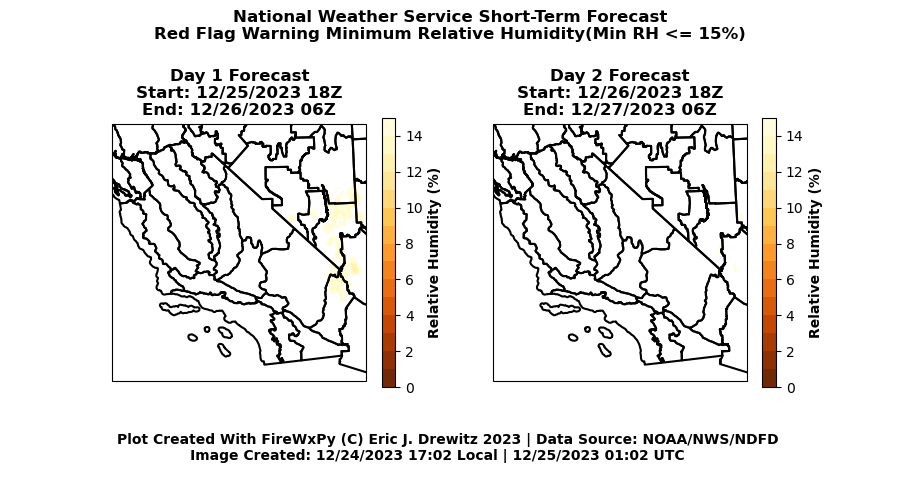 National Weather Service Short-Term Forecast
Red Flag Warning Minimum Relative Humidity(Min RH <= 15%)
Day 1 Forecast
Start: 12/25/2023 18Z
End: 12/26/2023 06Z
14
12
10
8
6
4
2
0
Relative Humidity (%)
Day 2 Forecast
Start: 12/26/2023 18Z
End: 12/27/2023 06Z
14
12
10
8
6
4
2
0
Relative Humidity (%)
Plot Created With FireWxPy (C) Eric J. Drewitz 2023 | Data Source: NOAA/NWS/NDFD
Image Created: 12/24/2023 17:02 Local | 12/25/2023 01:02 UTC